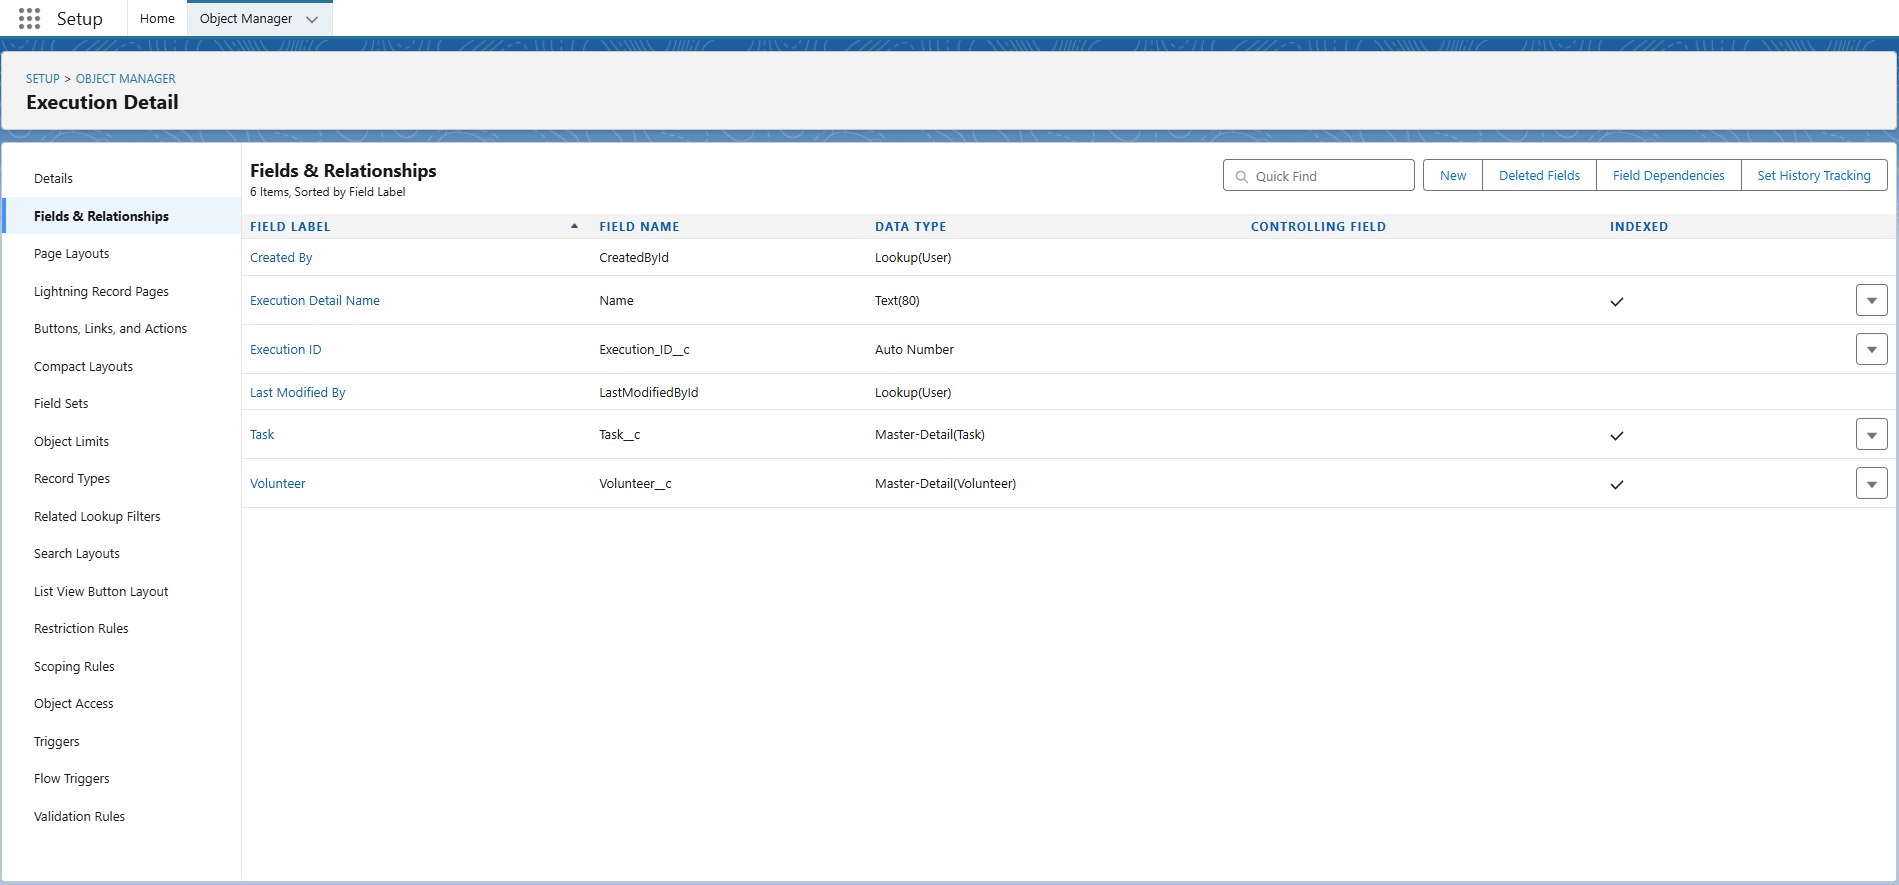 Setup
Home
Object Manager
SETUP > OBJECT MANAGER
Execution Detail
Details
Fields & Relationships
Page Layouts
Lightning Record Pages
Buttons, Links, and Actions
Compact Layouts
Field Sets
Object Limits
Record Types
Related Lookup Filters
Search Layouts
List View Button Layout
Restriction Rules
Scoping Rules
Object Access
Triggers
Flow Triggers
Validation Rules
Fields & Relationships
6 Items, Sorted by Field Label
Quick Find
New
Deleted Fields
Field Dependencies
Set History Tracking
FIELD LABEL FIELD NAME DATA TYPE CONTROLLING FIELD INDEXED
Created By CreatedById Lookup(User)
Execution Detail Name Name Text(80)
Execution ID Execution_ID__c Auto Number
Last Modified By LastModifiedById Lookup(User)
Task Task__c Master-Detail(Task)
Volunteer Volunteer__c Master-Detail(Volunteer)